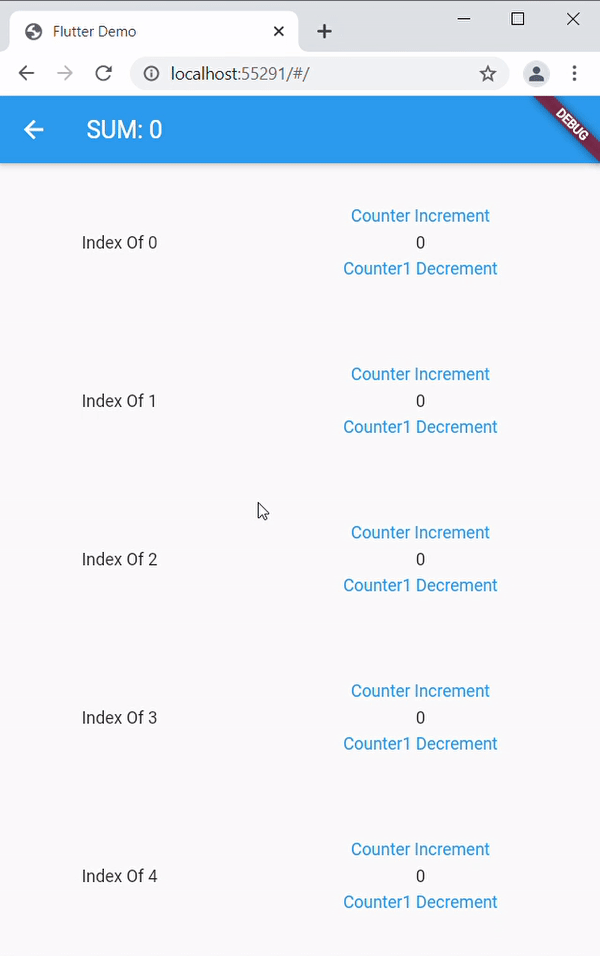 Flutter Demo
localhost:55291/#/
SUM: 0
DEBUG
Counter Increment
Index Of 0
0
Counter1 Decrement
Counter Increment
Index Of 1
0
Counter1 Decrement
Counter Increment
Index Of 2
0
Counter1 Decrement
Counter Increment
Index Of 3
0
Counter1 Decrement
Counter Increment
Index Of 4
0
Counter1 Decrement